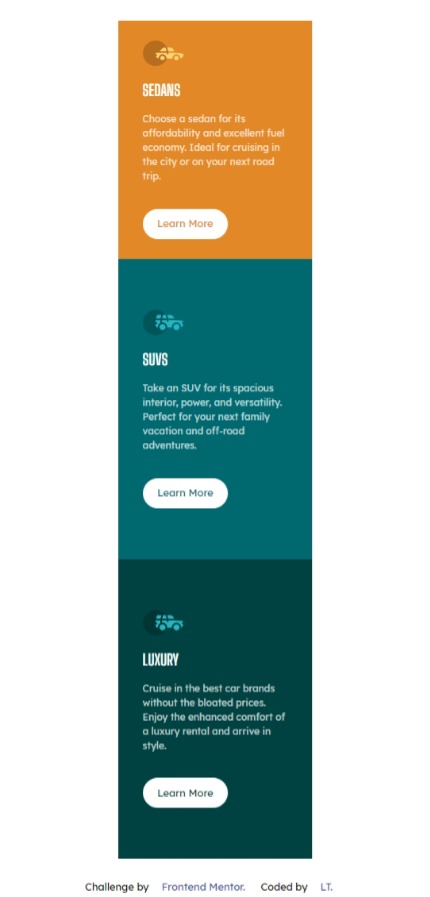 SEDANS
Choose a sedan for its
affordability and excellent fuel
economy. Ideal for cruising in
the city or on your next road
trip.
Learn More
SUVS
Take an SUV for its spacious
interior, power, and versatility.
Perfect for your next family
vacation and off-road
adventures.
Learn More
LUXURY
Cruise in the best car brands
without the bloated prices.
Enjoy the enhanced comfort of
a luxury rental and arrive in
style.
Learn More
Challenge by Frontend Mentor. Coded by LT.